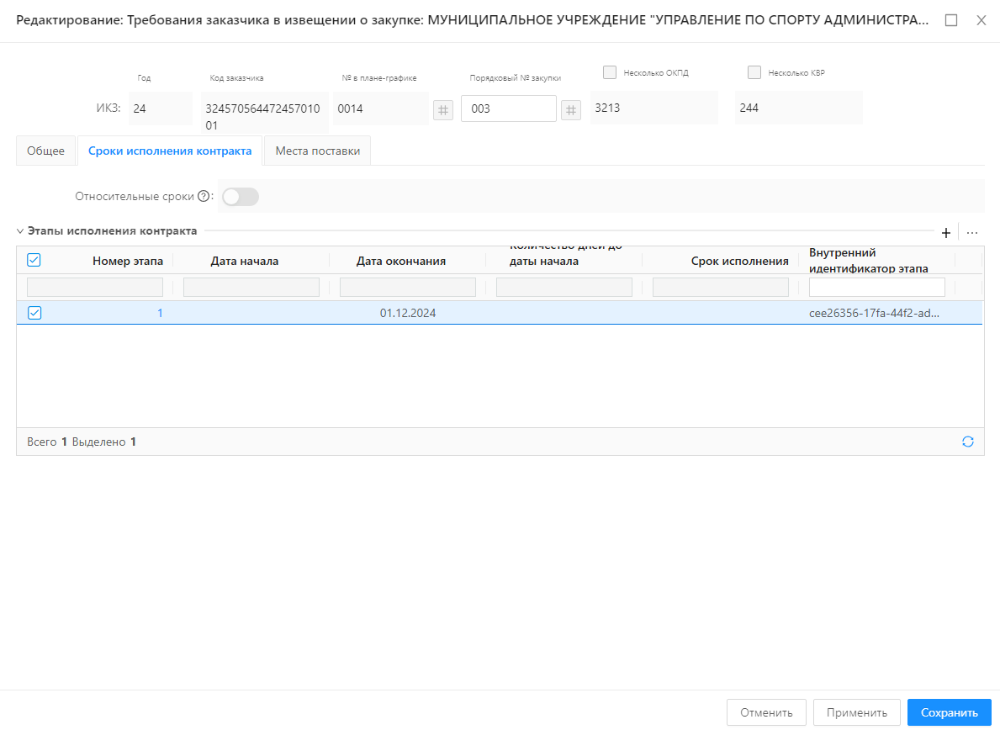 Редактирование: Требования заказчика в извещении о закупке: МУНИЦИПАЛЬНОЕ УЧРЕЖДЕНИЕ "УПРАВЛЕНИЕ ПО СПОРТУ АДМИНИСТРА...
Год Код заказчика № в плане-графике Порядковый № закупки Несколько ОКПД Несколько КВР
ИКЗ: 24 324570564472457010 0014 003 3213 244
01
Общее Сроки исполнения контракта Места поставки
Относительные сроки ? :
Этапы исполнения контракта
Количество дней до Внутренний
Номер этапа Дата начала Дата окончания даты начала Срок исполнения идентификатор этапа
1 01.12.2024 cee26356-17fa-44f2-ad...
Всего 1 Выделено 1
Отменить Применить Сохранить